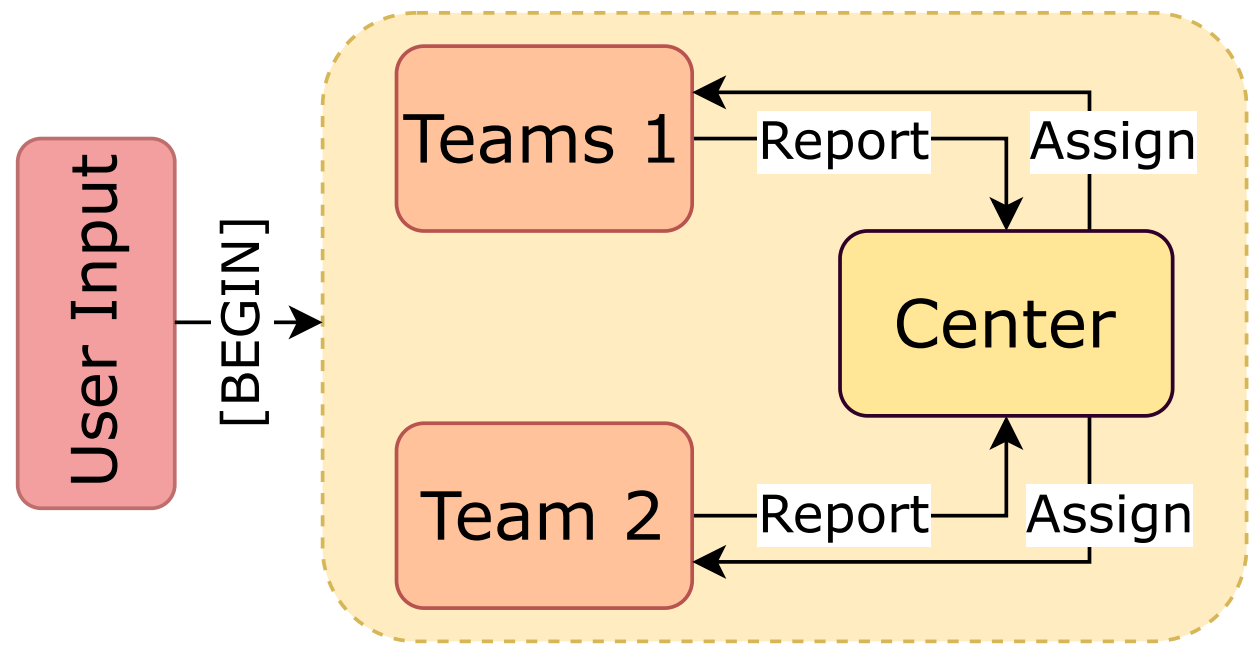 User Input
[BEGIN]
Teams 1
Report
Assign
Center
Team 2
Report
Assign